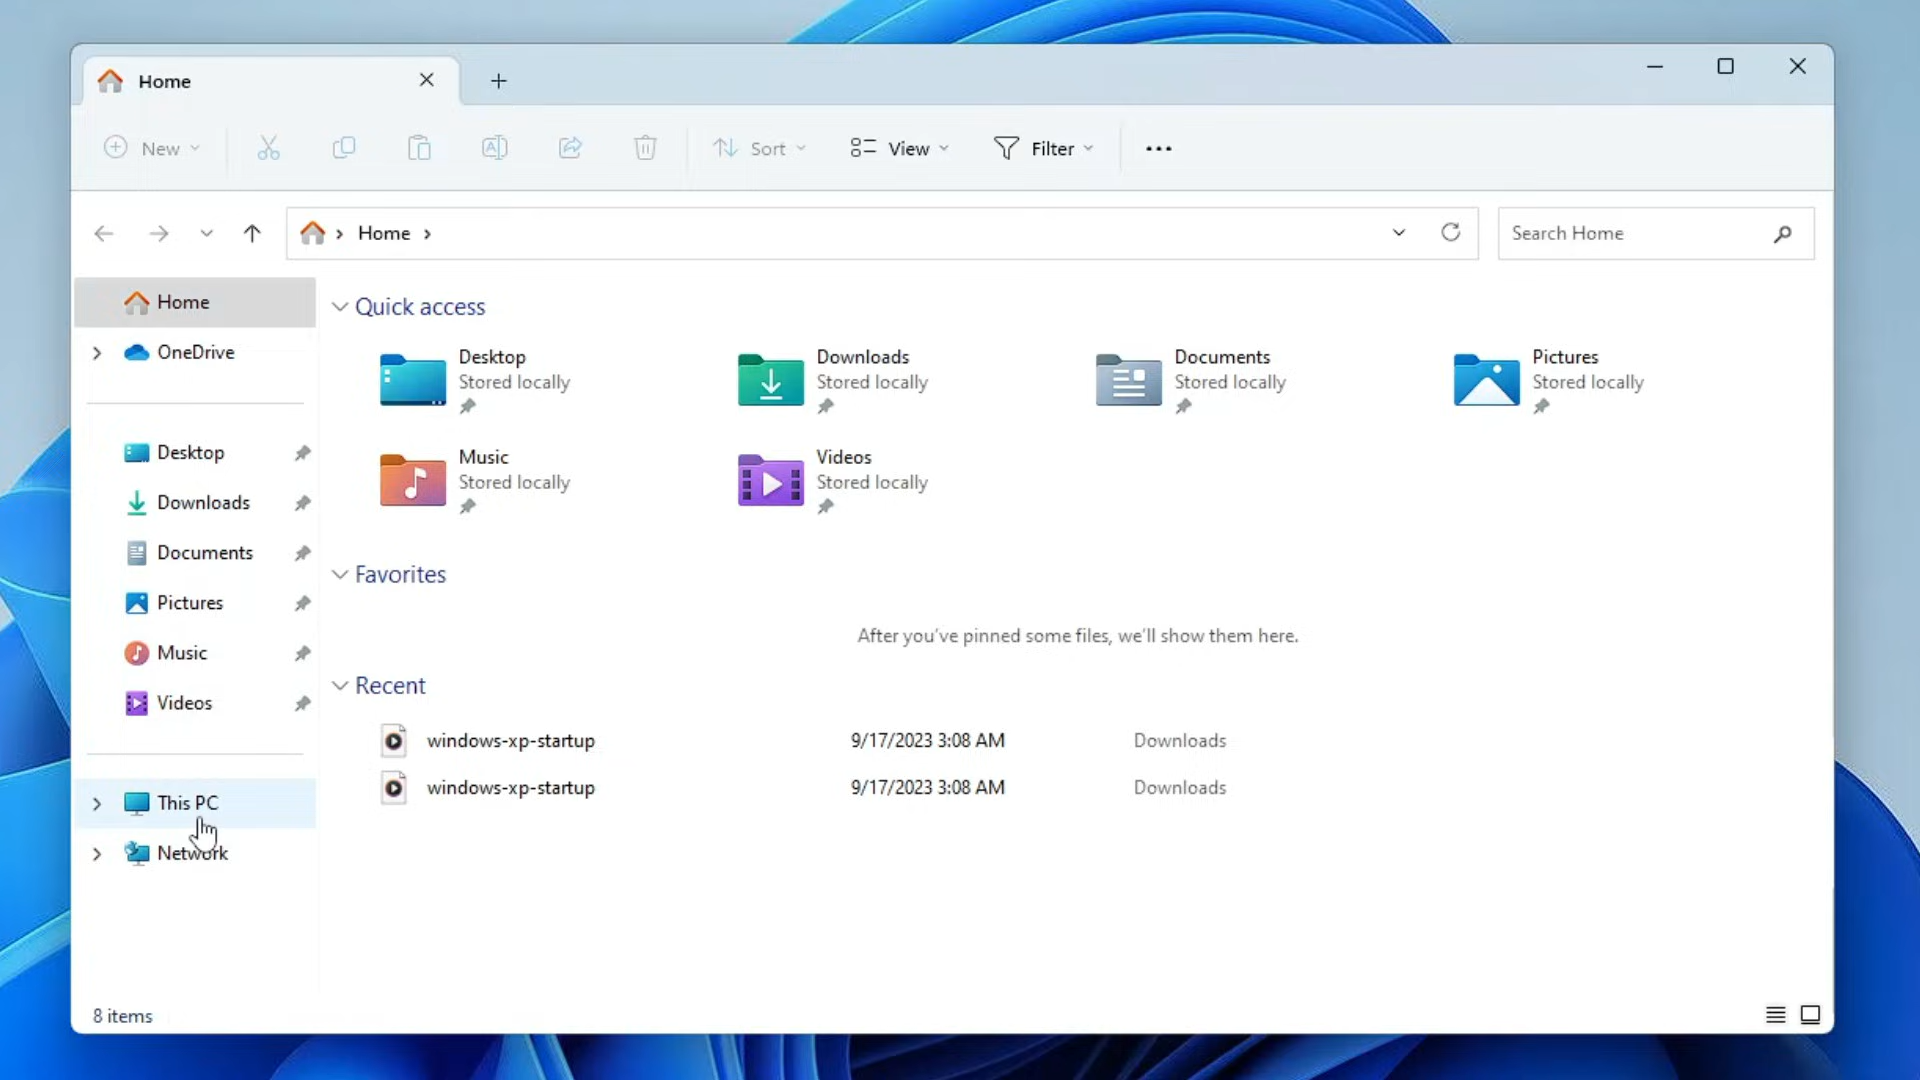 Home
New
Sort
View
Filter
Home
Search Home
Home
OneDrive
Desktop
Downloads
Documents
Pictures
Music
Videos
This PC
Network
Quick access
Desktop
Stored locally
Downloads
Stored locally
Documents
Stored locally
Pictures
Stored locally
Music
Stored locally
Videos
Stored locally
Favorites
After you've pinned some files, we'll show them here.
Recent
windows-xp-startup 9/17/2023 3:08 AM Downloads
windows-xp-startup 9/17/2023 3:08 AM Downloads
8 items